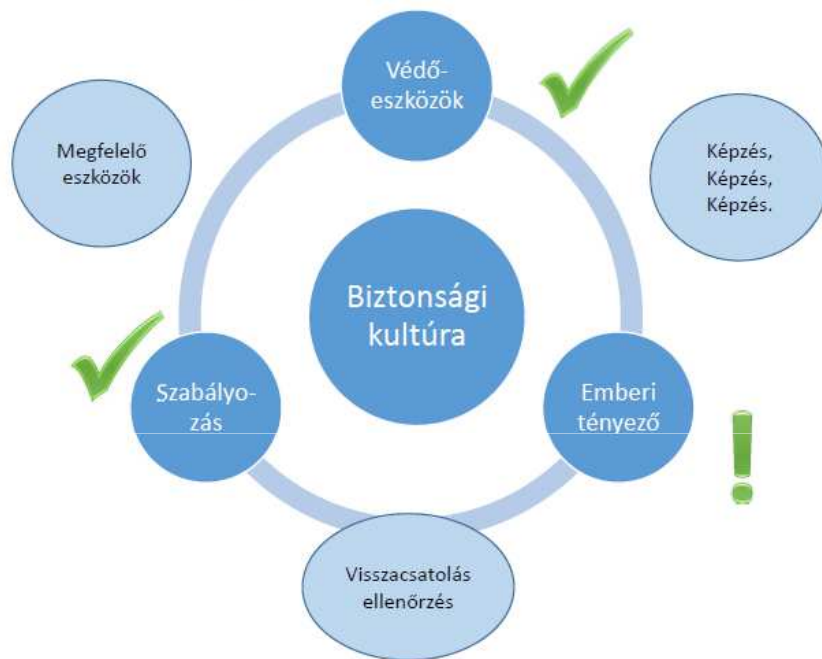 Védő-
eszközök
Megfelelő
eszközök
Képzés,
Képzés,
Képzés.
Biztonsági
kultúra
Szabályo-
zás
Emberi
tényező
Visszacsatolás
ellenőrzés